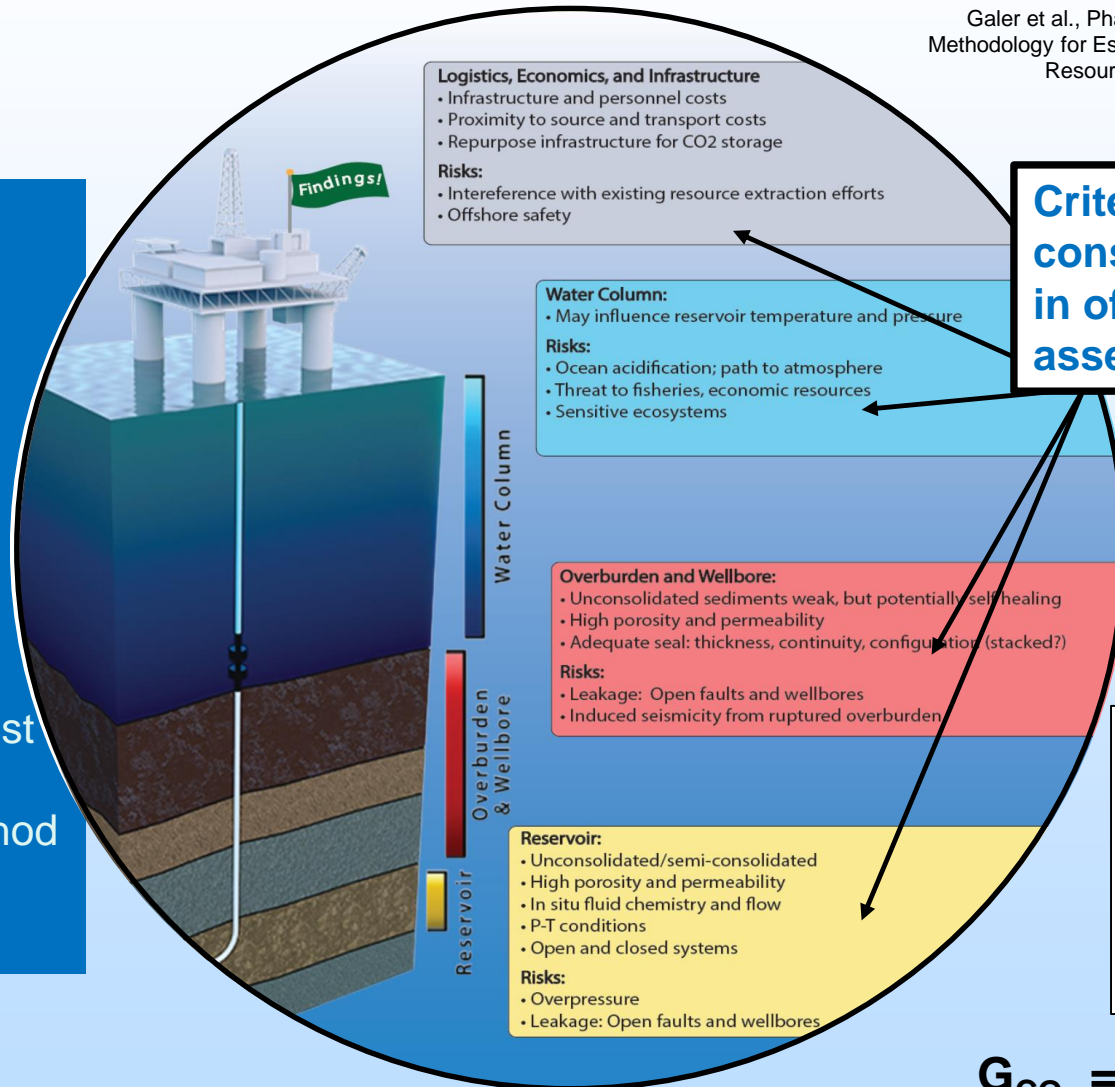 Galer et al., Pha
Methodology for Es
Resour
Logistics, Economics, and Infrastructure
• Infrastructure and personnel costs
• Proximity to source and transport costs
• Repurpose infrastructure for CO2 storage
Risks:
• Intereference with existing resource extraction efforts
• Offshore safety
Findings!
Crite
cons
in of
asse
Water Column:
• May influence reservoir temperature and pressure
Risks:
• Ocean acidification; path to atmosphere
• Threat to fisheries, economic resources
• Sensitive ecosystems
Water Column
Overburden and Wellbore:
• Unconsolidated sediments weak, but potentially self healing
• High porosity and permeability
• Adequate seal: thickness, continuity, configuration (stacked?)
Risks:
• Leakage: Open faults and wellbores
• Induced seismicity from ruptured overburden
Overburden
& Wellbore
st
nod
Reservoir:
• Unconsolidated/semi-consolidated
• High porosity and permeability
• In situ fluid chemistry and flow
• P-T conditions
• Open and closed systems
Risks:
• Overpressure
• Leakage: Open faults and wellbores
Reservoir